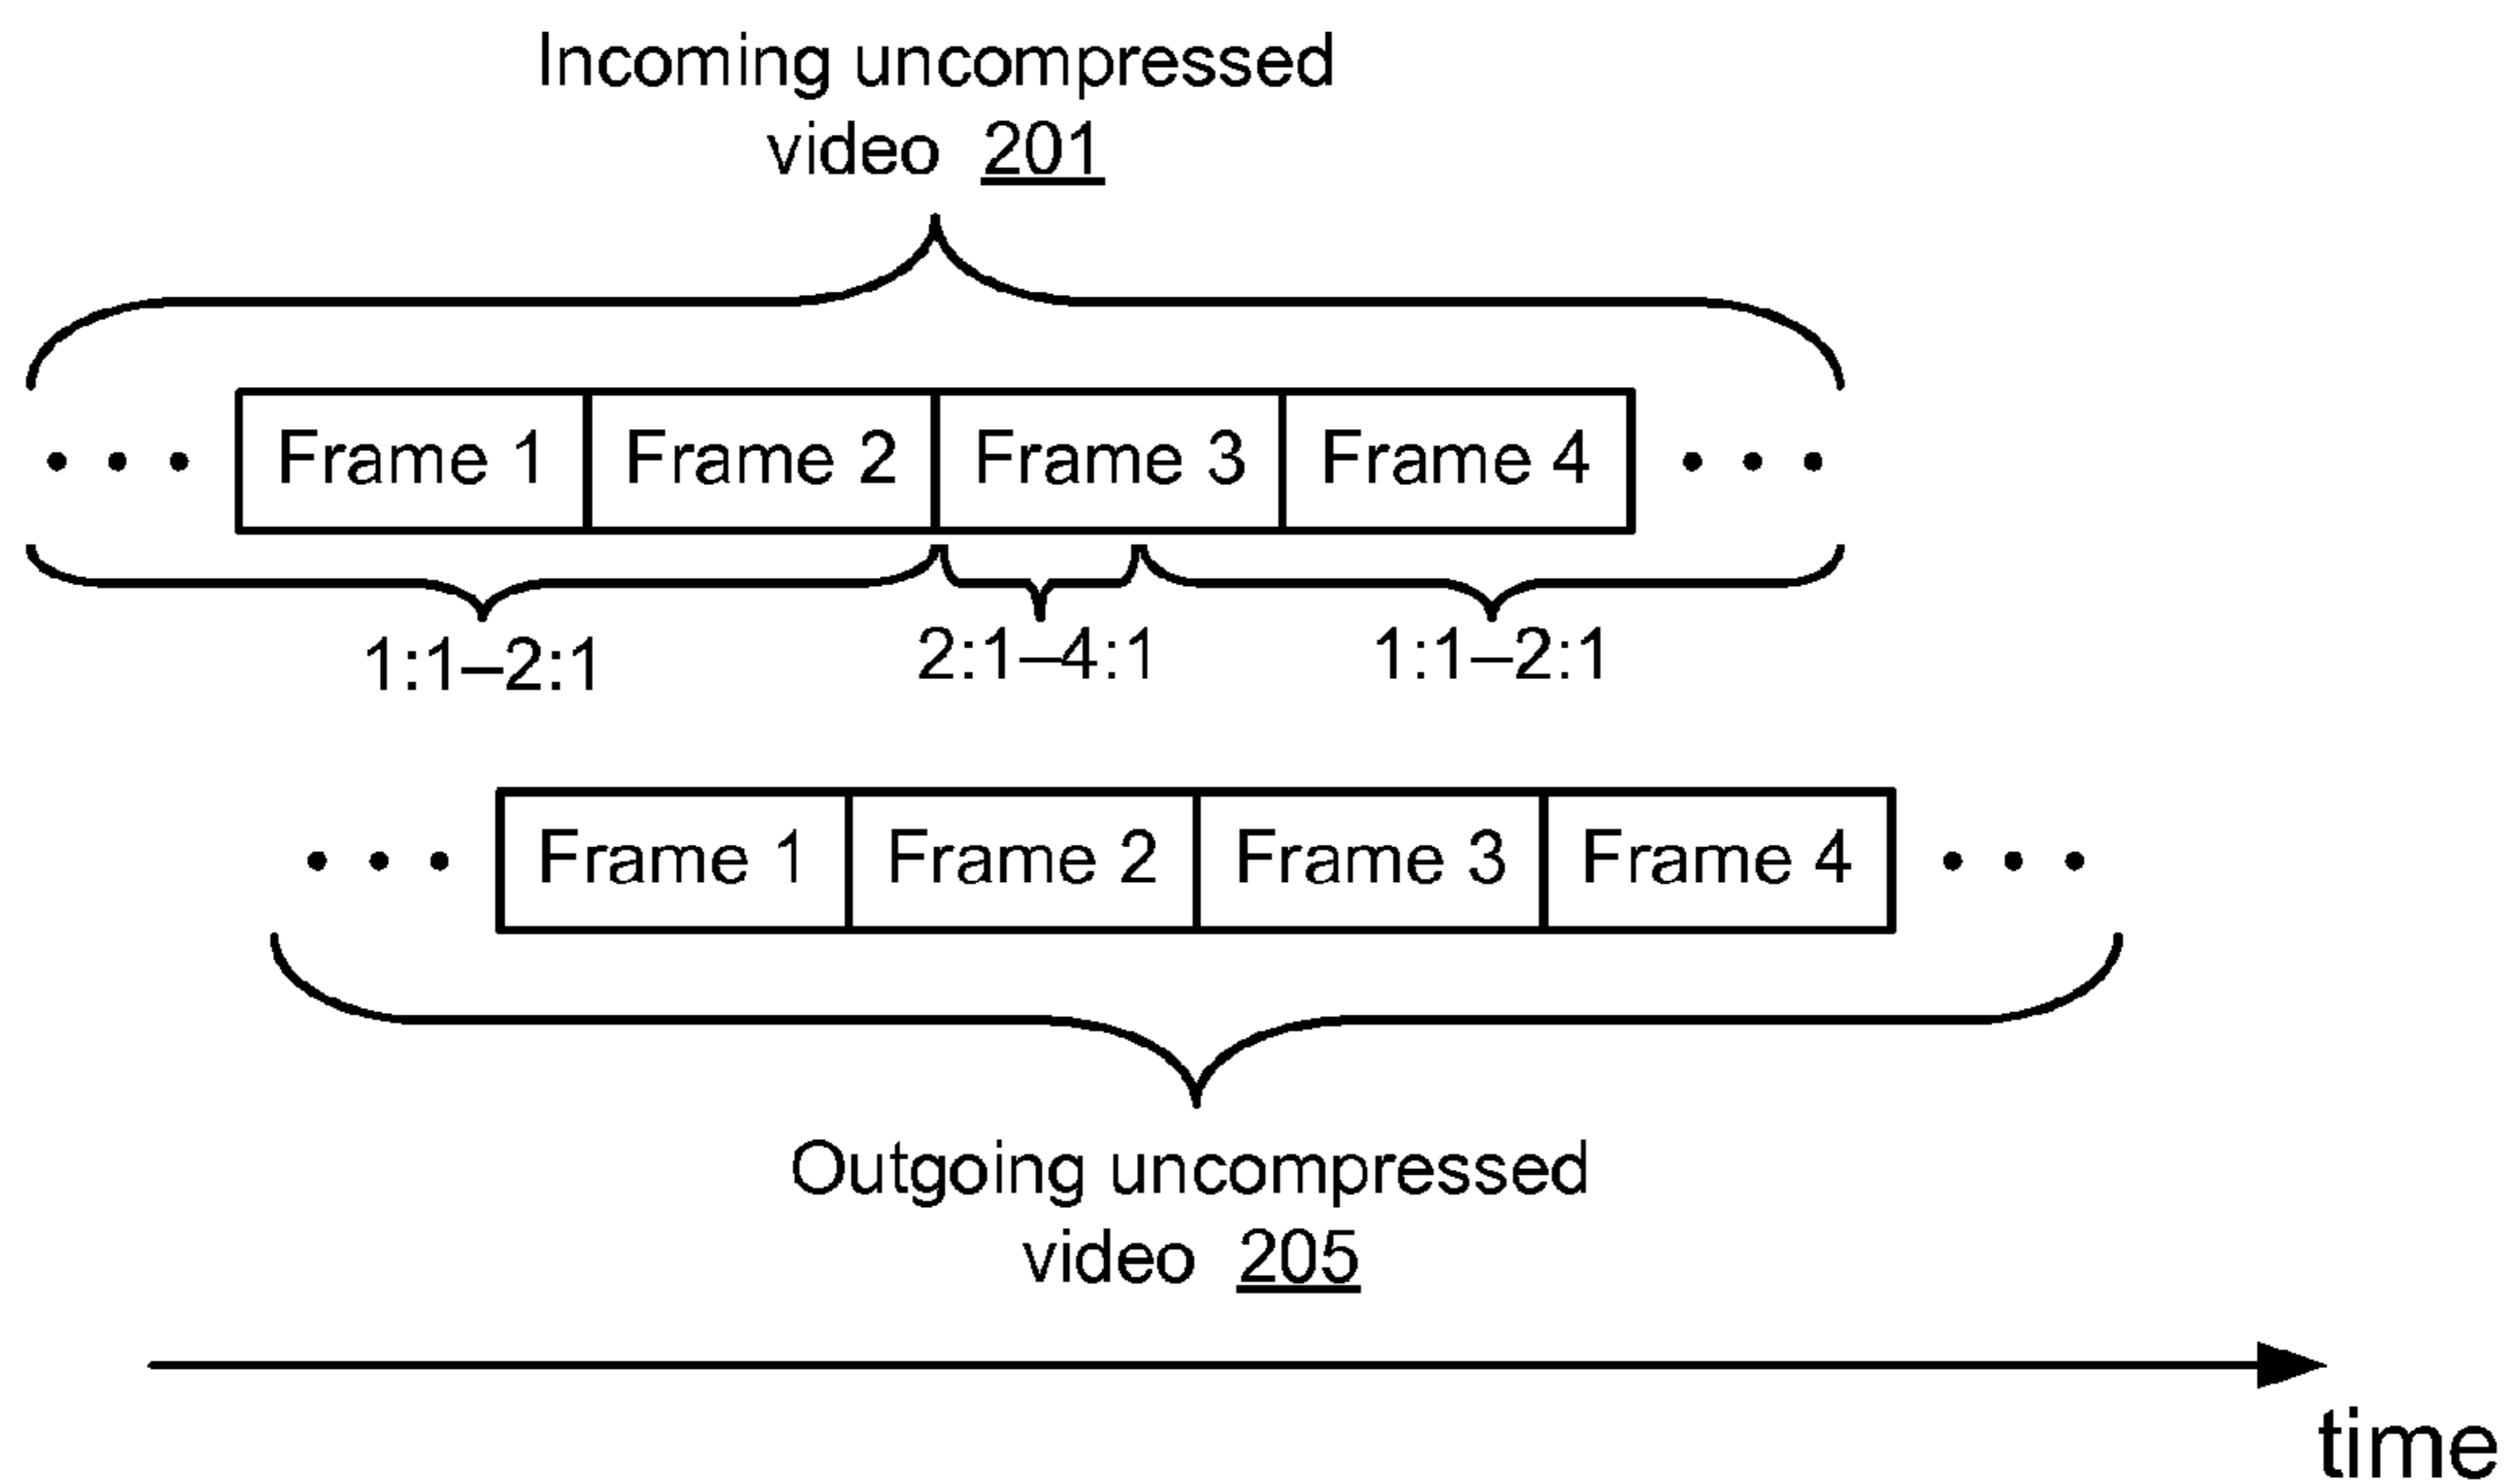 Incoming uncompressed
video 201
• • • Frame 1 Frame 2 Frame 3 Frame 4 • • •
1:1–2:1 2:1–4:1 1:1–2:1
• • • Frame 1 Frame 2 Frame 3 Frame 4 • • •
Outgoing uncompressed
video 205
time